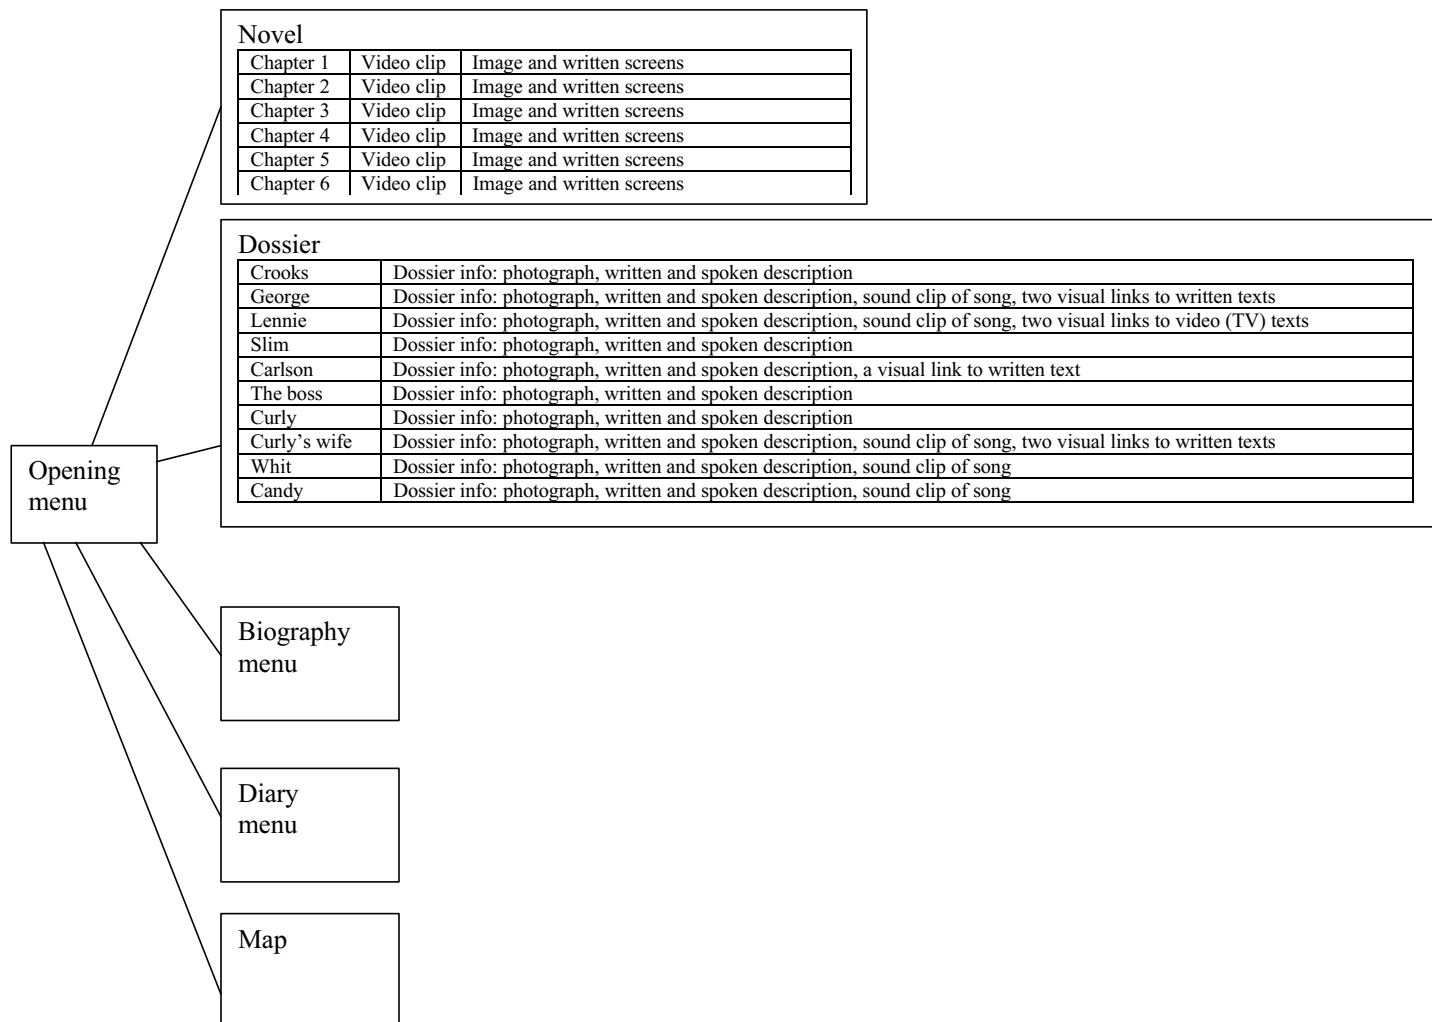 Novel
Chapter 1 Video clip Image and written screens
Chapter 2 Video clip Image and written screens
Chapter 3 Video clip Image and written screens
Chapter 4 Video clip Image and written screens
Chapter 5 Video clip Image and written screens
Chapter 6 Video clip Image and written screens
Dossier
Crooks Dossier info: photograph, written and spoken description
George Dossier info: photograph, written and spoken description, sound clip of song, two visual links to written texts
Lennie Dossier info: photograph, written and spoken description, sound clip of song, two visual links to video (TV) texts
Slim Dossier info: photograph, written and spoken description
Carlson Dossier info: photograph, written and spoken description, a visual link to written text
The boss Dossier info: photograph, written and spoken description
Curly Dossier info: photograph, written and spoken description
Curly’s wife Dossier info: photograph, written and spoken description, sound clip of song, two visual links to written texts
Whit Dossier info: photograph, written and spoken description, sound clip of song
Candy Dossier info: photograph, written and spoken description, sound clip of song
Opening
menu
Biography
menu
Diary
menu
Map